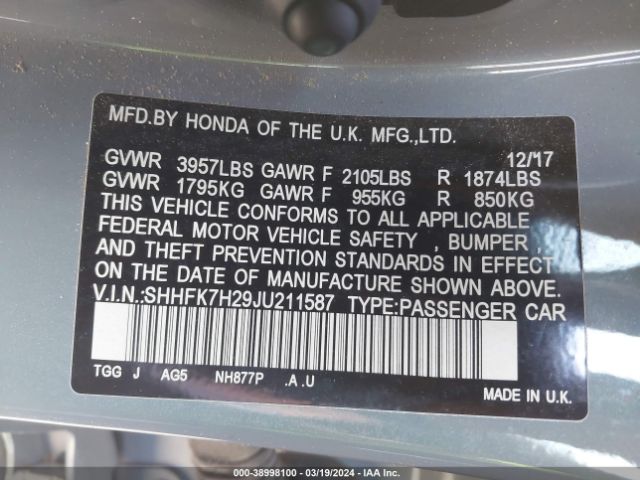 MFD.BY HONDA OF THE U.K. MFG.,LTD.
12/17
GVWR 3957LBS GAWR F 2105LBS R 1874LBS
GVWR 1795KG GAWR F 955KG R 850KG
THIS VEHICLE CONFORMS TO ALL APPLICABLE
FEDERAL MOTOR VEHICLE SAFETY , BUMPER ,
AND THEFT PREVENTION STANDARDS IN EFFECT
ON THE DATE OF MANUFACTURE SHOWN ABOVE.
V.I.N.:SHHFK7H29JU211587 TYPE:PASSENGER CAR
TGG J AG5 NH877P .A .U
MADE IN U.K.
000-38998100 - 03/19/2024 - IAA Inc.